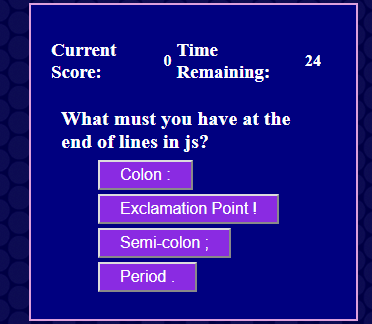 Current Score: 0 Time Remaining: 24
What must you have at the
end of lines in js?
Colon :
Exclamation Point !
Semi-colon ;
Period .